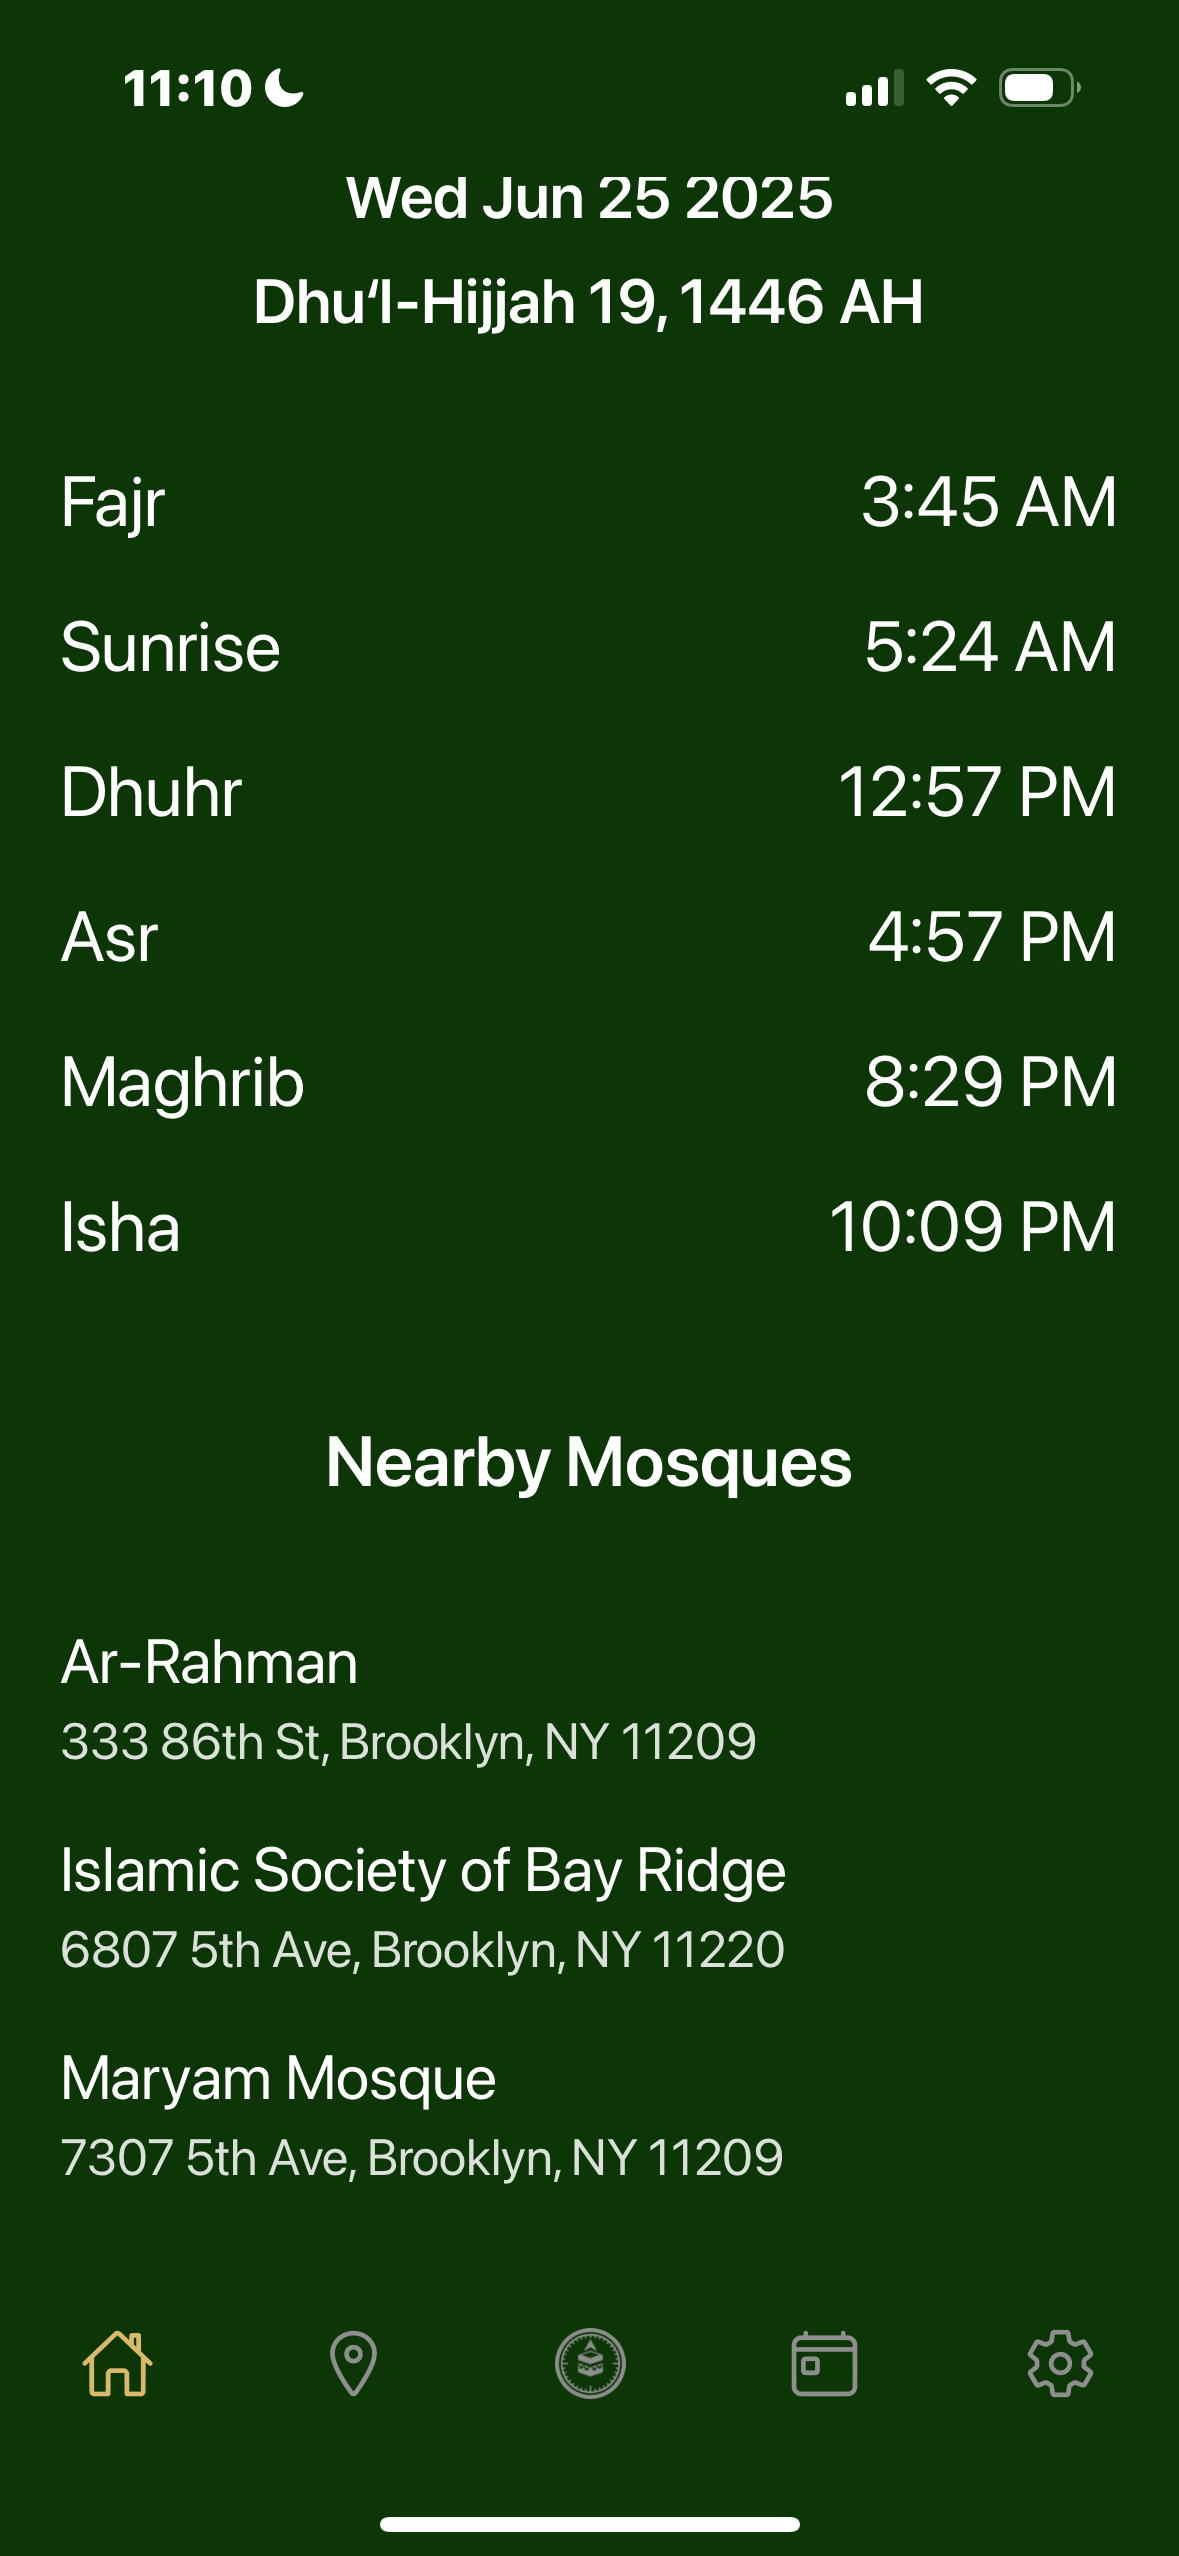 11:10
Wed Jun 25 2025
Dhuʻl-Hijjah 19, 1446 AH
Fajr 3:45 AM
Sunrise 5:24 AM
Dhuhr 12:57 PM
Asr 4:57 PM
Maghrib 8:29 PM
Isha 10:09 PM
Nearby Mosques
Ar-Rahman
333 86th St, Brooklyn, NY 11209
Islamic Society of Bay Ridge
6807 5th Ave, Brooklyn, NY 11220
Maryam Mosque
7307 5th Ave, Brooklyn, NY 11209